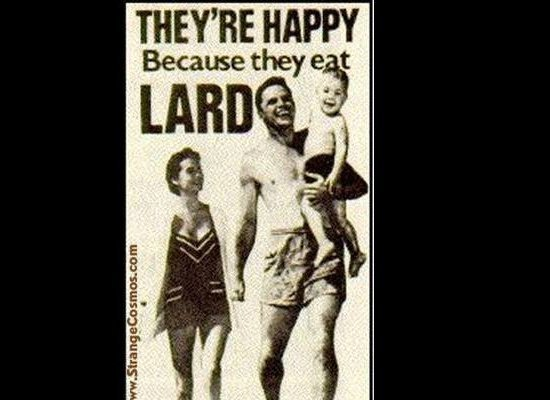 THEY'RE HAPPY
Because they eat
LARD
www.StrangeCosmos.com